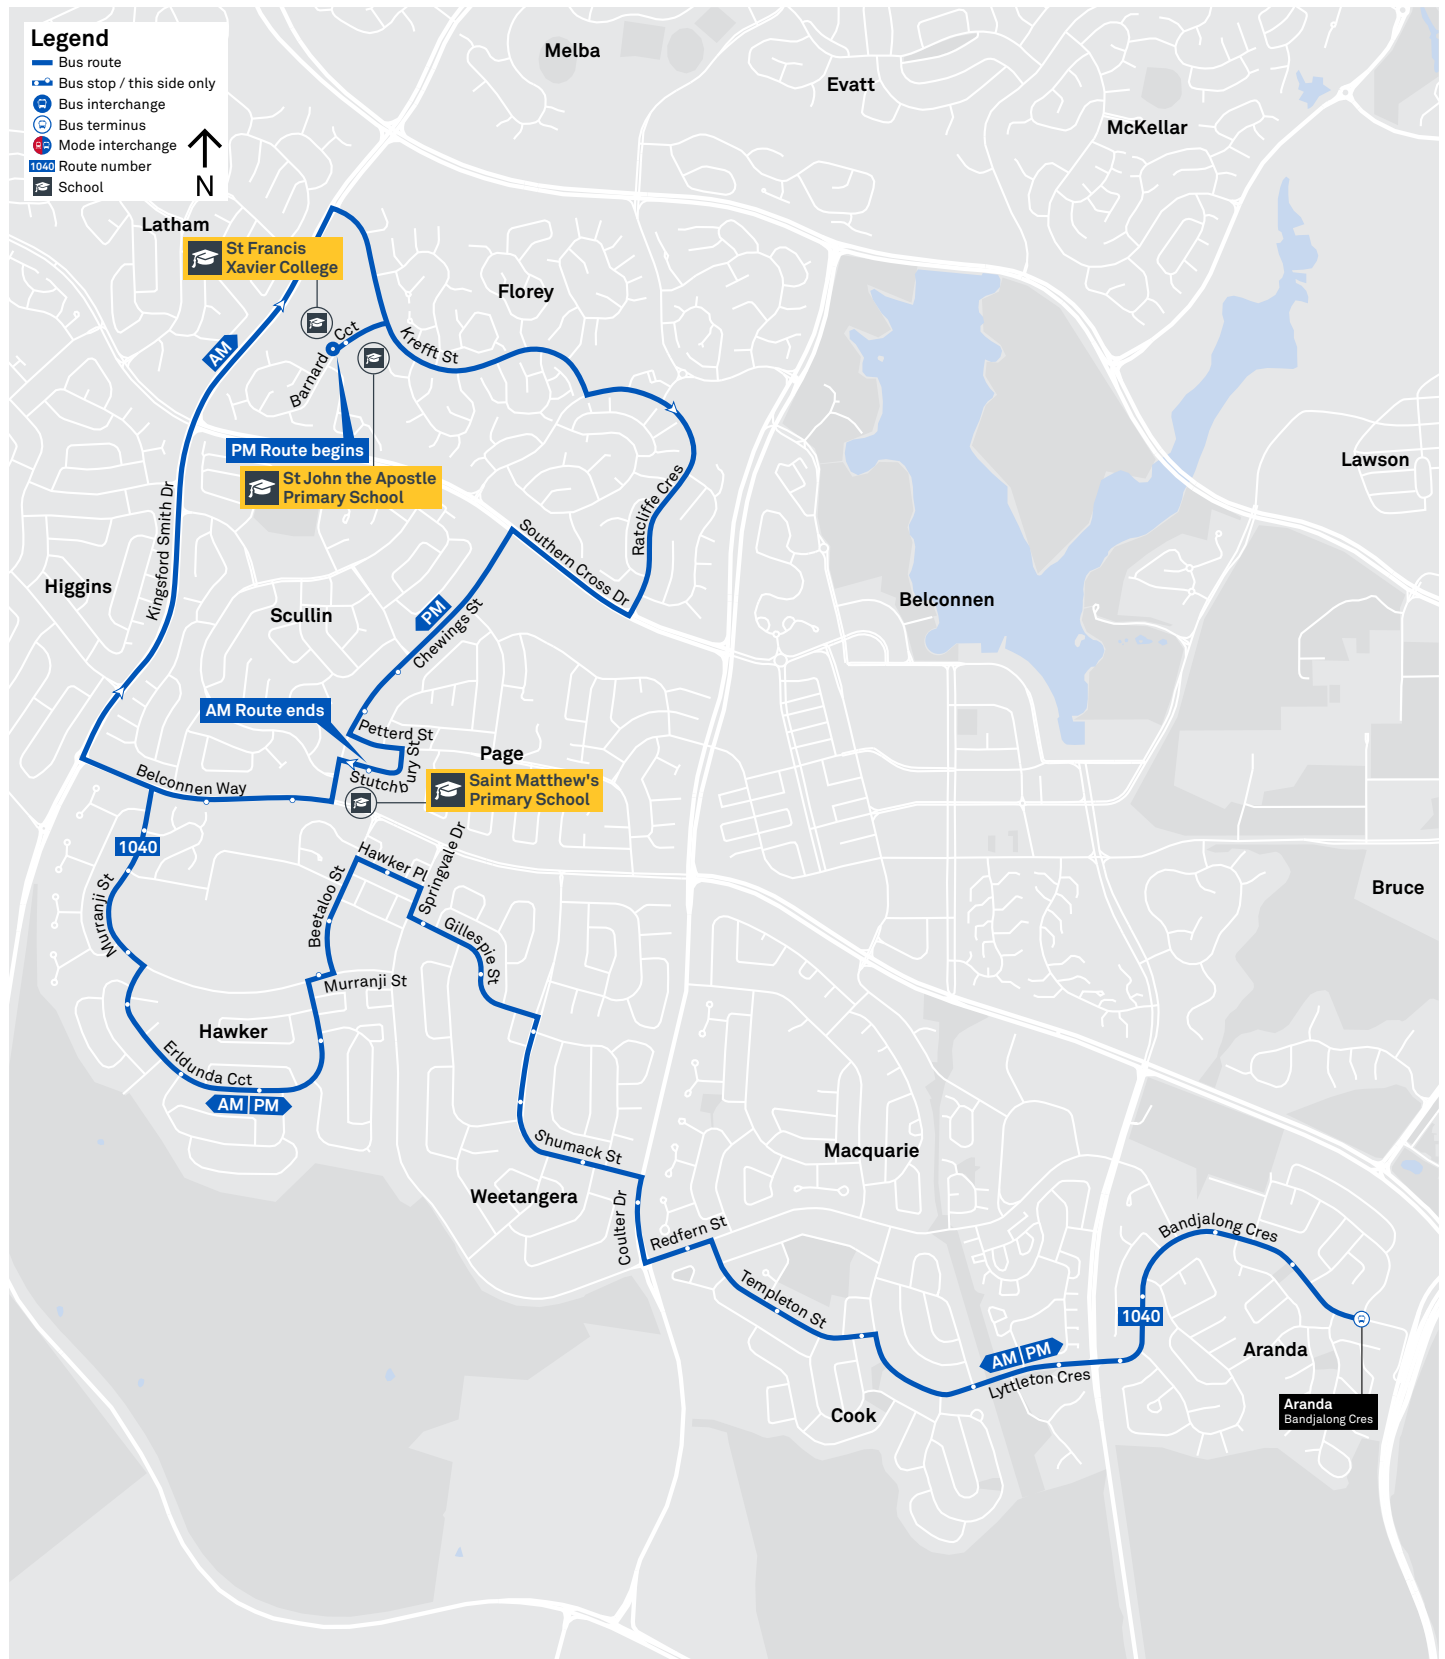 Legend
Bus route
Bus stop / this side only
Bus interchange
Bus terminus
Mode interchange
1040 Route number
School
N
Melba
Evatt
McKellar
Latham
St Francis
Xavier College
Florey
AM
Barnard Cct
Krefft St
PM Route begins
St John the Apostle
Primary School
Lawson
Kingsford Smith Dr
Ratcliffe Cres
Southern Cross Dr
Higgins
Scullin
PM
Chewings St
Belconnen
AM Route ends
Petterd St
Stutchbury St
Page
Belconnen Way
Saint Matthew's
Primary School
1040
Hawker Pl
Springvale Dr
Beetaloo St
Murranji St
Gillespie St
Bruce
Murranji St
Hawker
Erldunda Cct
AM PM
Shumack St
Macquarie
Weetangera
Coulter Dr
Redfern St
Bandjalong Cres
Templeton St
1040
AM PM
Lyttleton Cres
Aranda
Cook
Aranda
Bandjalong Cres